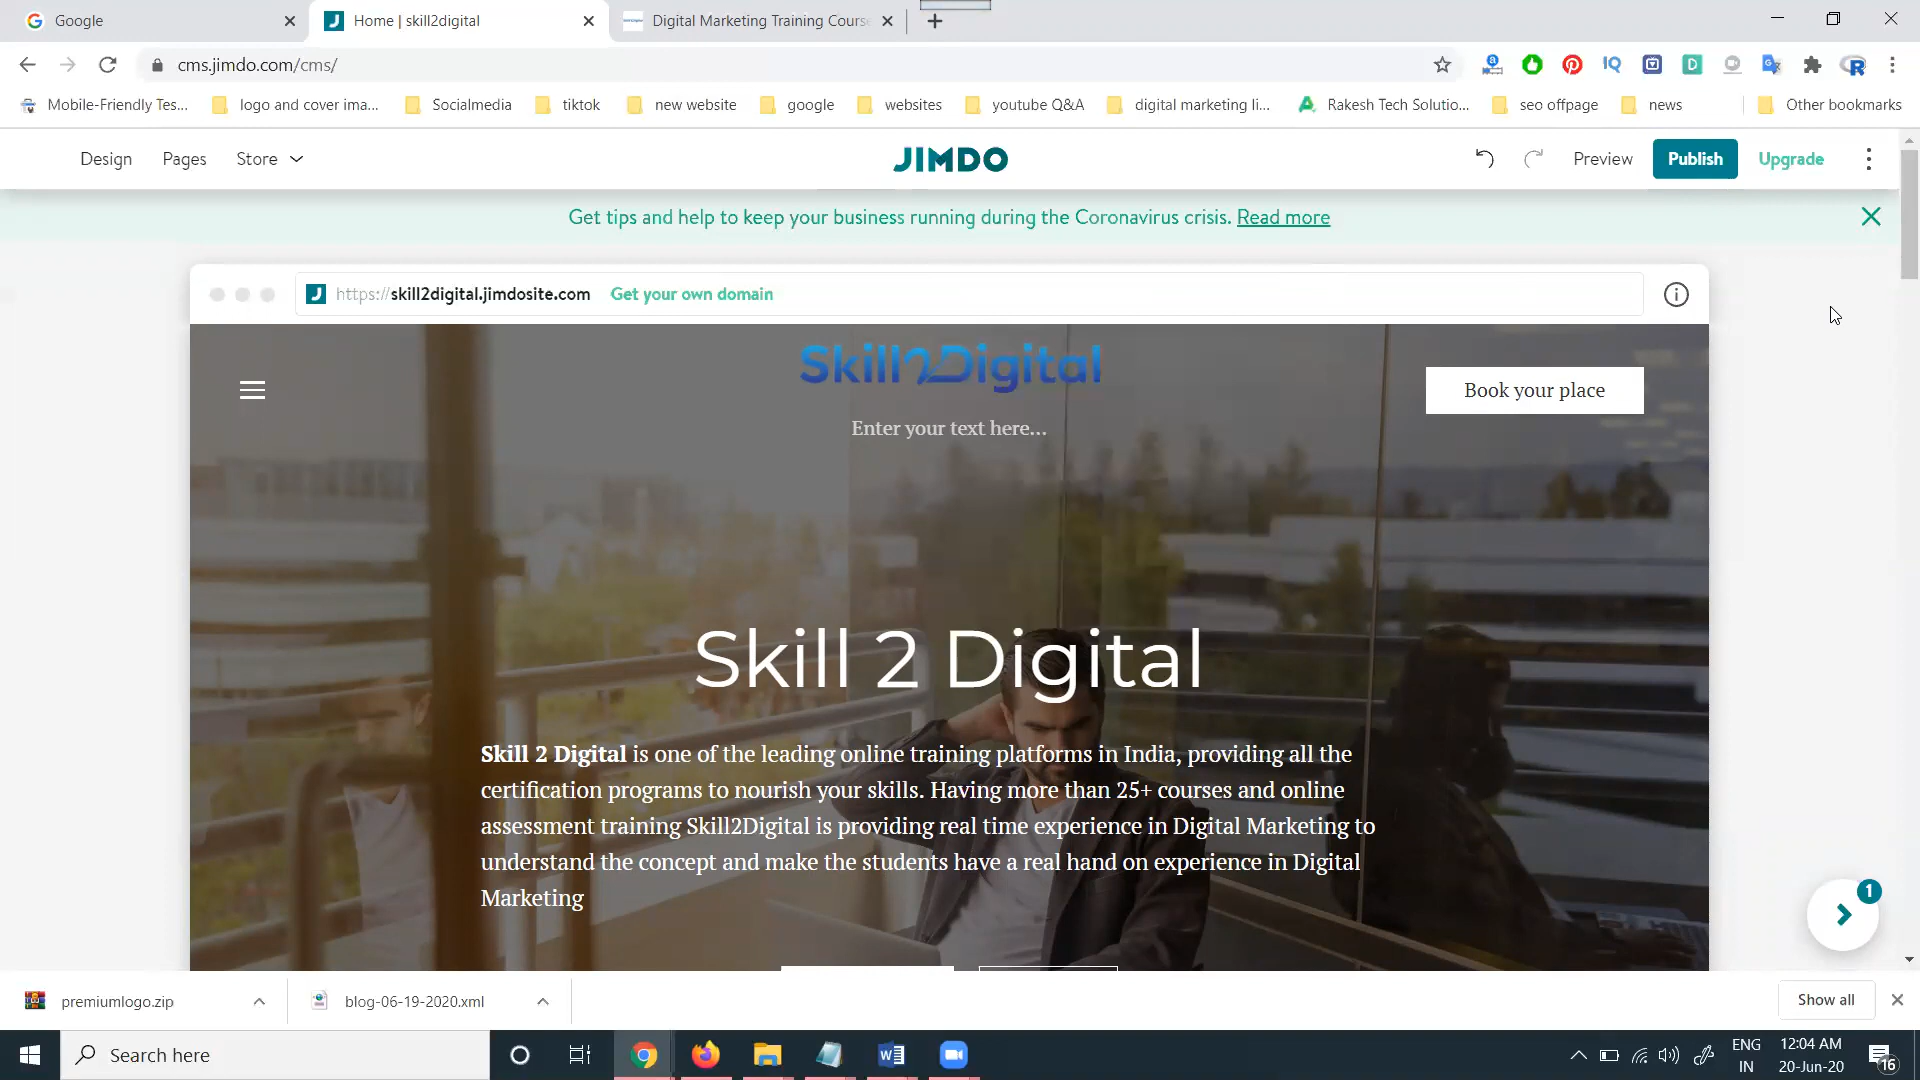 Google
Home | skill2digital
Digital Marketing Training Cours
cms.jimdo.com/cms/
Mobile-Friendly Tes...
logo and cover ima...
Socialmedia
tiktok
new website
google
websites
youtube Q&A
digital marketing li...
Rakesh Tech Solutio...
seo offpage
news
Other bookmarks
Design
Pages
Store
JIMDO
Preview
Publish
Upgrade
Get tips and help to keep your business running during the Coronavirus crisis. Read more
https://skill2digital.jimdosite.com
Get your own domain
Skill2Digital
Book your place
Enter your text here...
Skill 2 Digital
Skill 2 Digital is one of the leading online training platforms in India, providing all the
certification programs to nourish your skills. Having more than 25+ courses and online
assessment training Skill2Digital is providing real time experience in Digital Marketing to
understand the concept and make the students have a real hand on experience in Digital
Marketing
1
premiumlogo.zip
blog-06-19-2020.xml
Show all
Search here
ENG
IN
12:04 AM
20-Jun-20
16